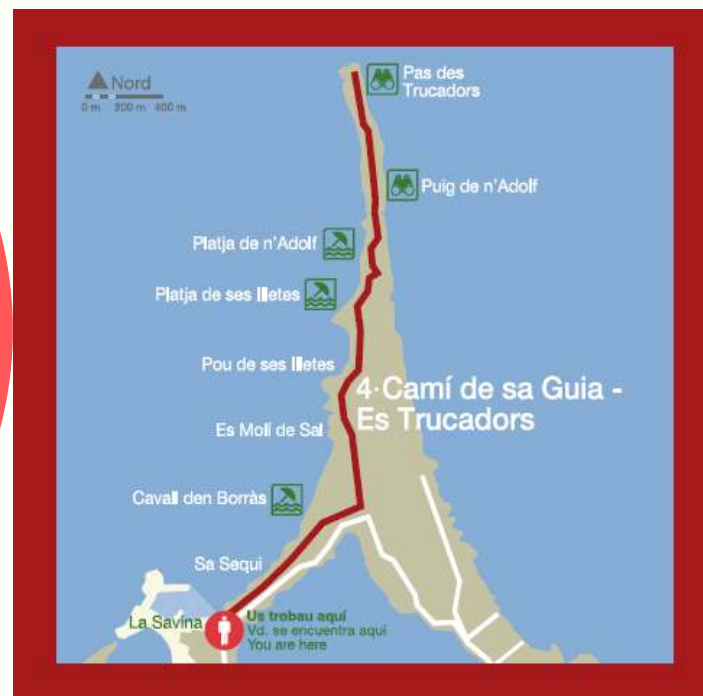 Nord
0 m 200 m 400 m
Pas des
Trucadors
Puig de n'Adolf
Platja de n'Adolf
Platja de ses Illetes
Pou de ses Illetes
4·Camí de sa Guia -
Es Trucadors
Es Molí de Sal
Cavall den Borràs
Sa Sequi
La Savina
Us trobau aquí
Vd. se encuentra aquí
You are here